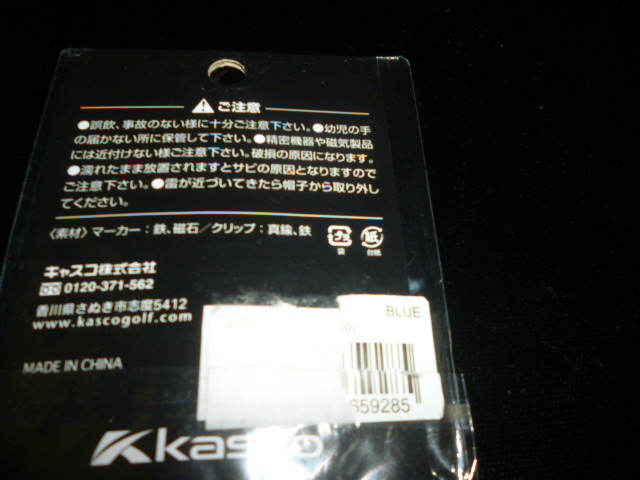 ご注意
●誤飲、事故のない様に十分ご注意下さい。●幼児の手
の届かない所に保管して下さい。●精密機器や磁気製品
には近付けない様ご注意下さい。破損の原因になります。
●濡れたまま放置されますとサビの原因となりますので
ご注意下さい。●雷が近づいてきたら帽子から取り外し
てください。
〈素材〉マーカー：鉄、磁石／クリップ：真鍮、鉄
プラ
袋
紙
台紙
キャスコ株式会社
0120-371-562
香川県さぬき市志度5412
www.kascogolf.com
BLUE
0)
MADE IN CHINA
659285
kasco